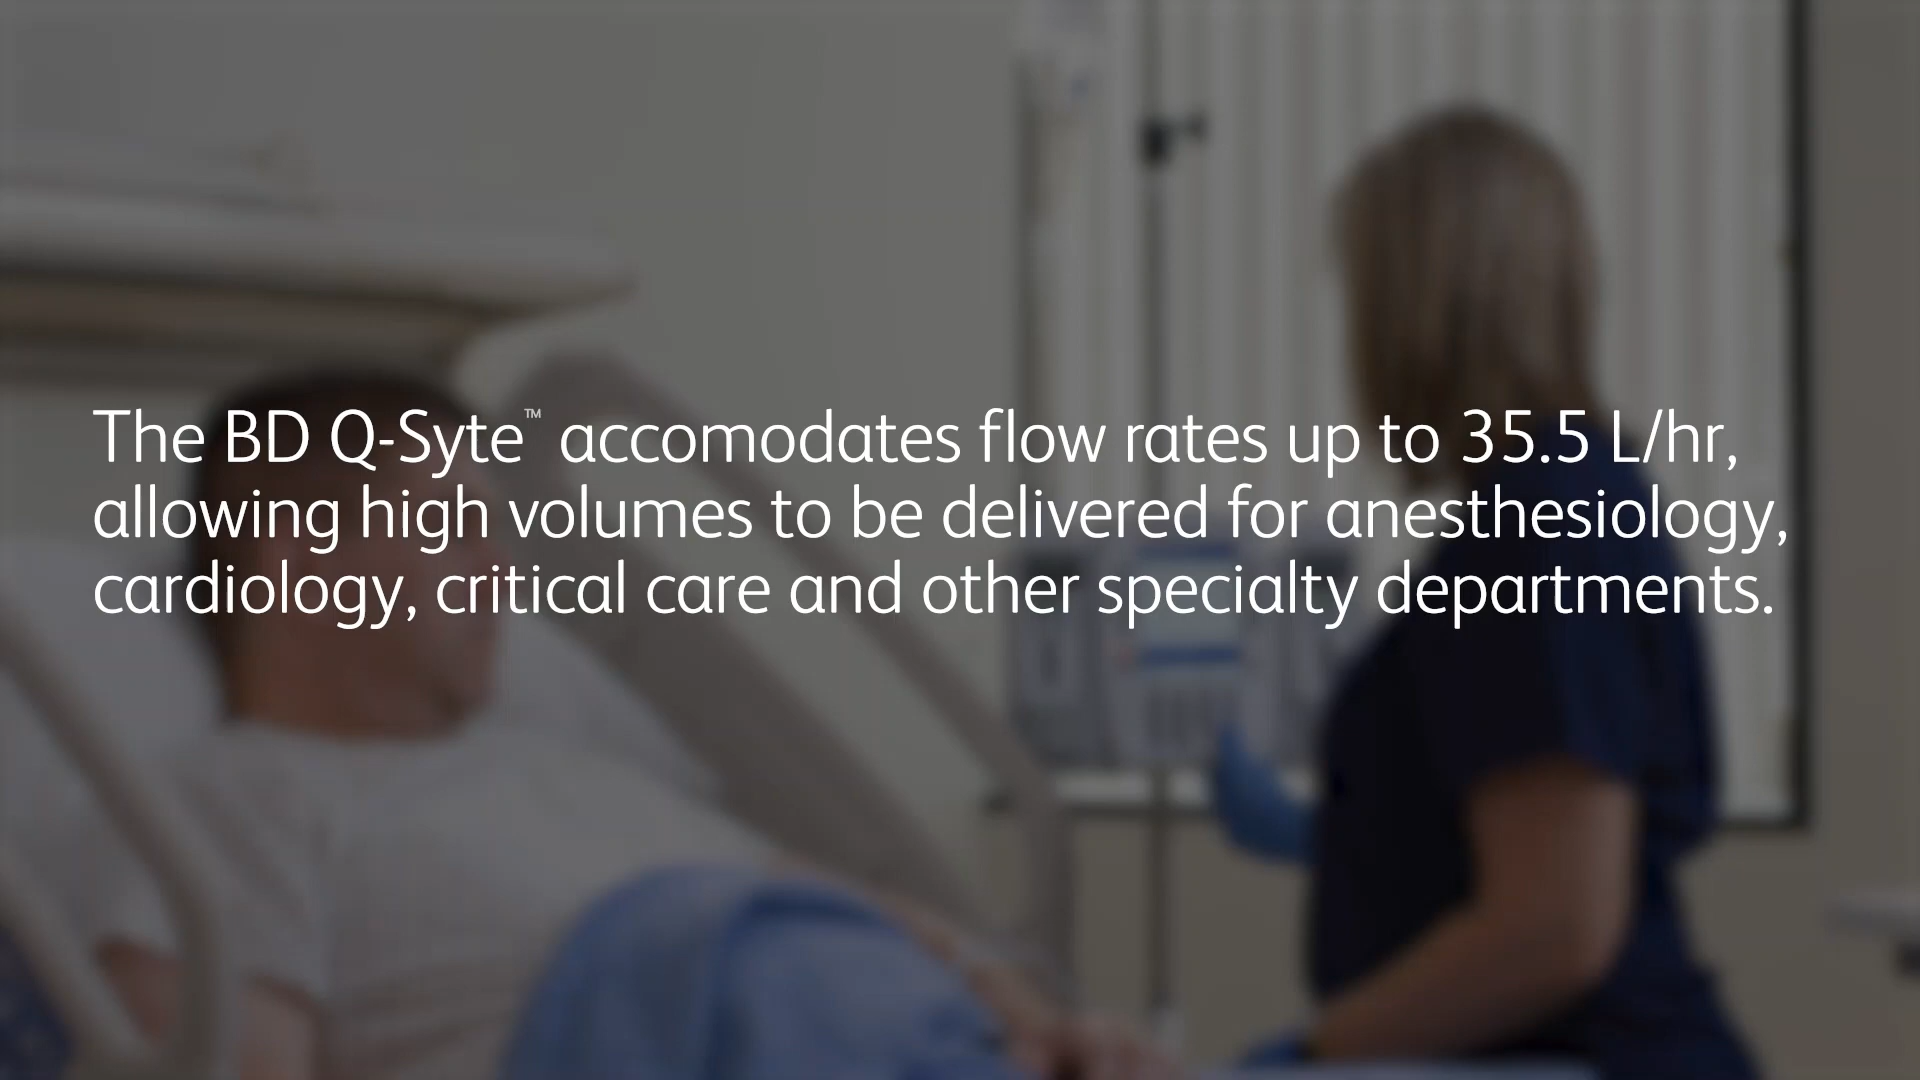 The BD Q-Syte™ accomodates flow rates up to 35.5 L/hr,
allowing high volumes to be delivered for anesthesiology,
cardiology, critical care and other specialty departments.